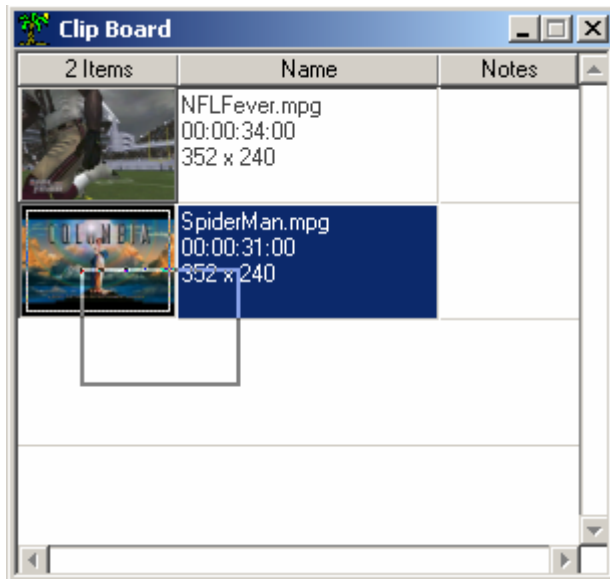 Clip Board
2 Items Name Notes
NFLFever.mpg
00:00:34:00
352 x 240
COLUMBIA
SpiderMan.mpg
00:00:31:00
352 x 240